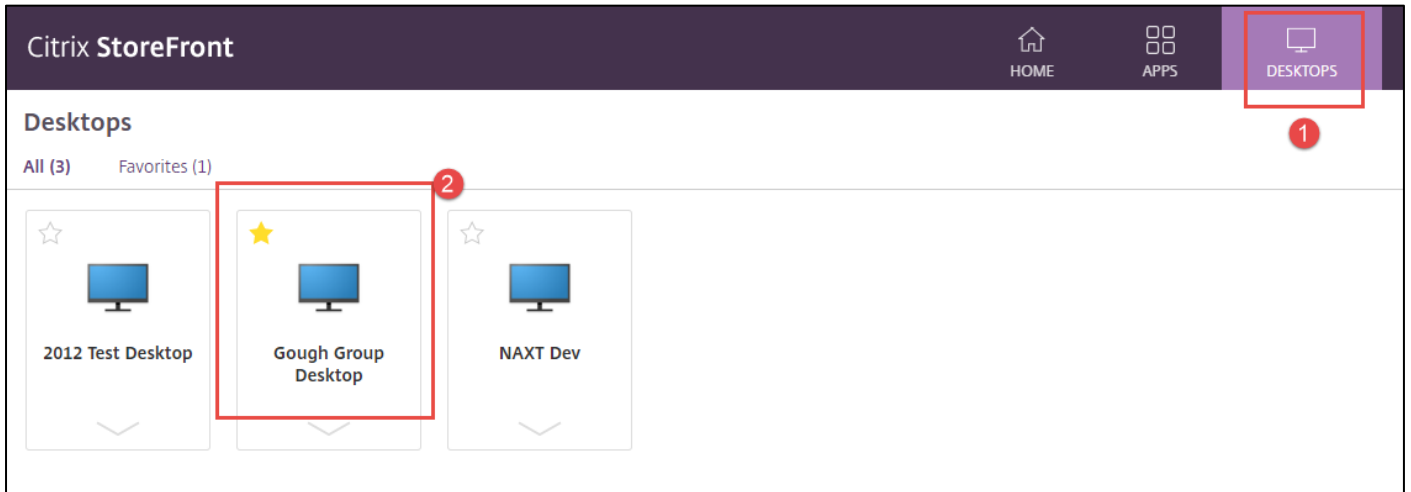 Citrix StoreFront
HOME
APPS
DESKTOPS
Desktops
1
All (3)
Favorites (1)
2
2012 Test Desktop
Gough Group
Desktop
NAXT Dev